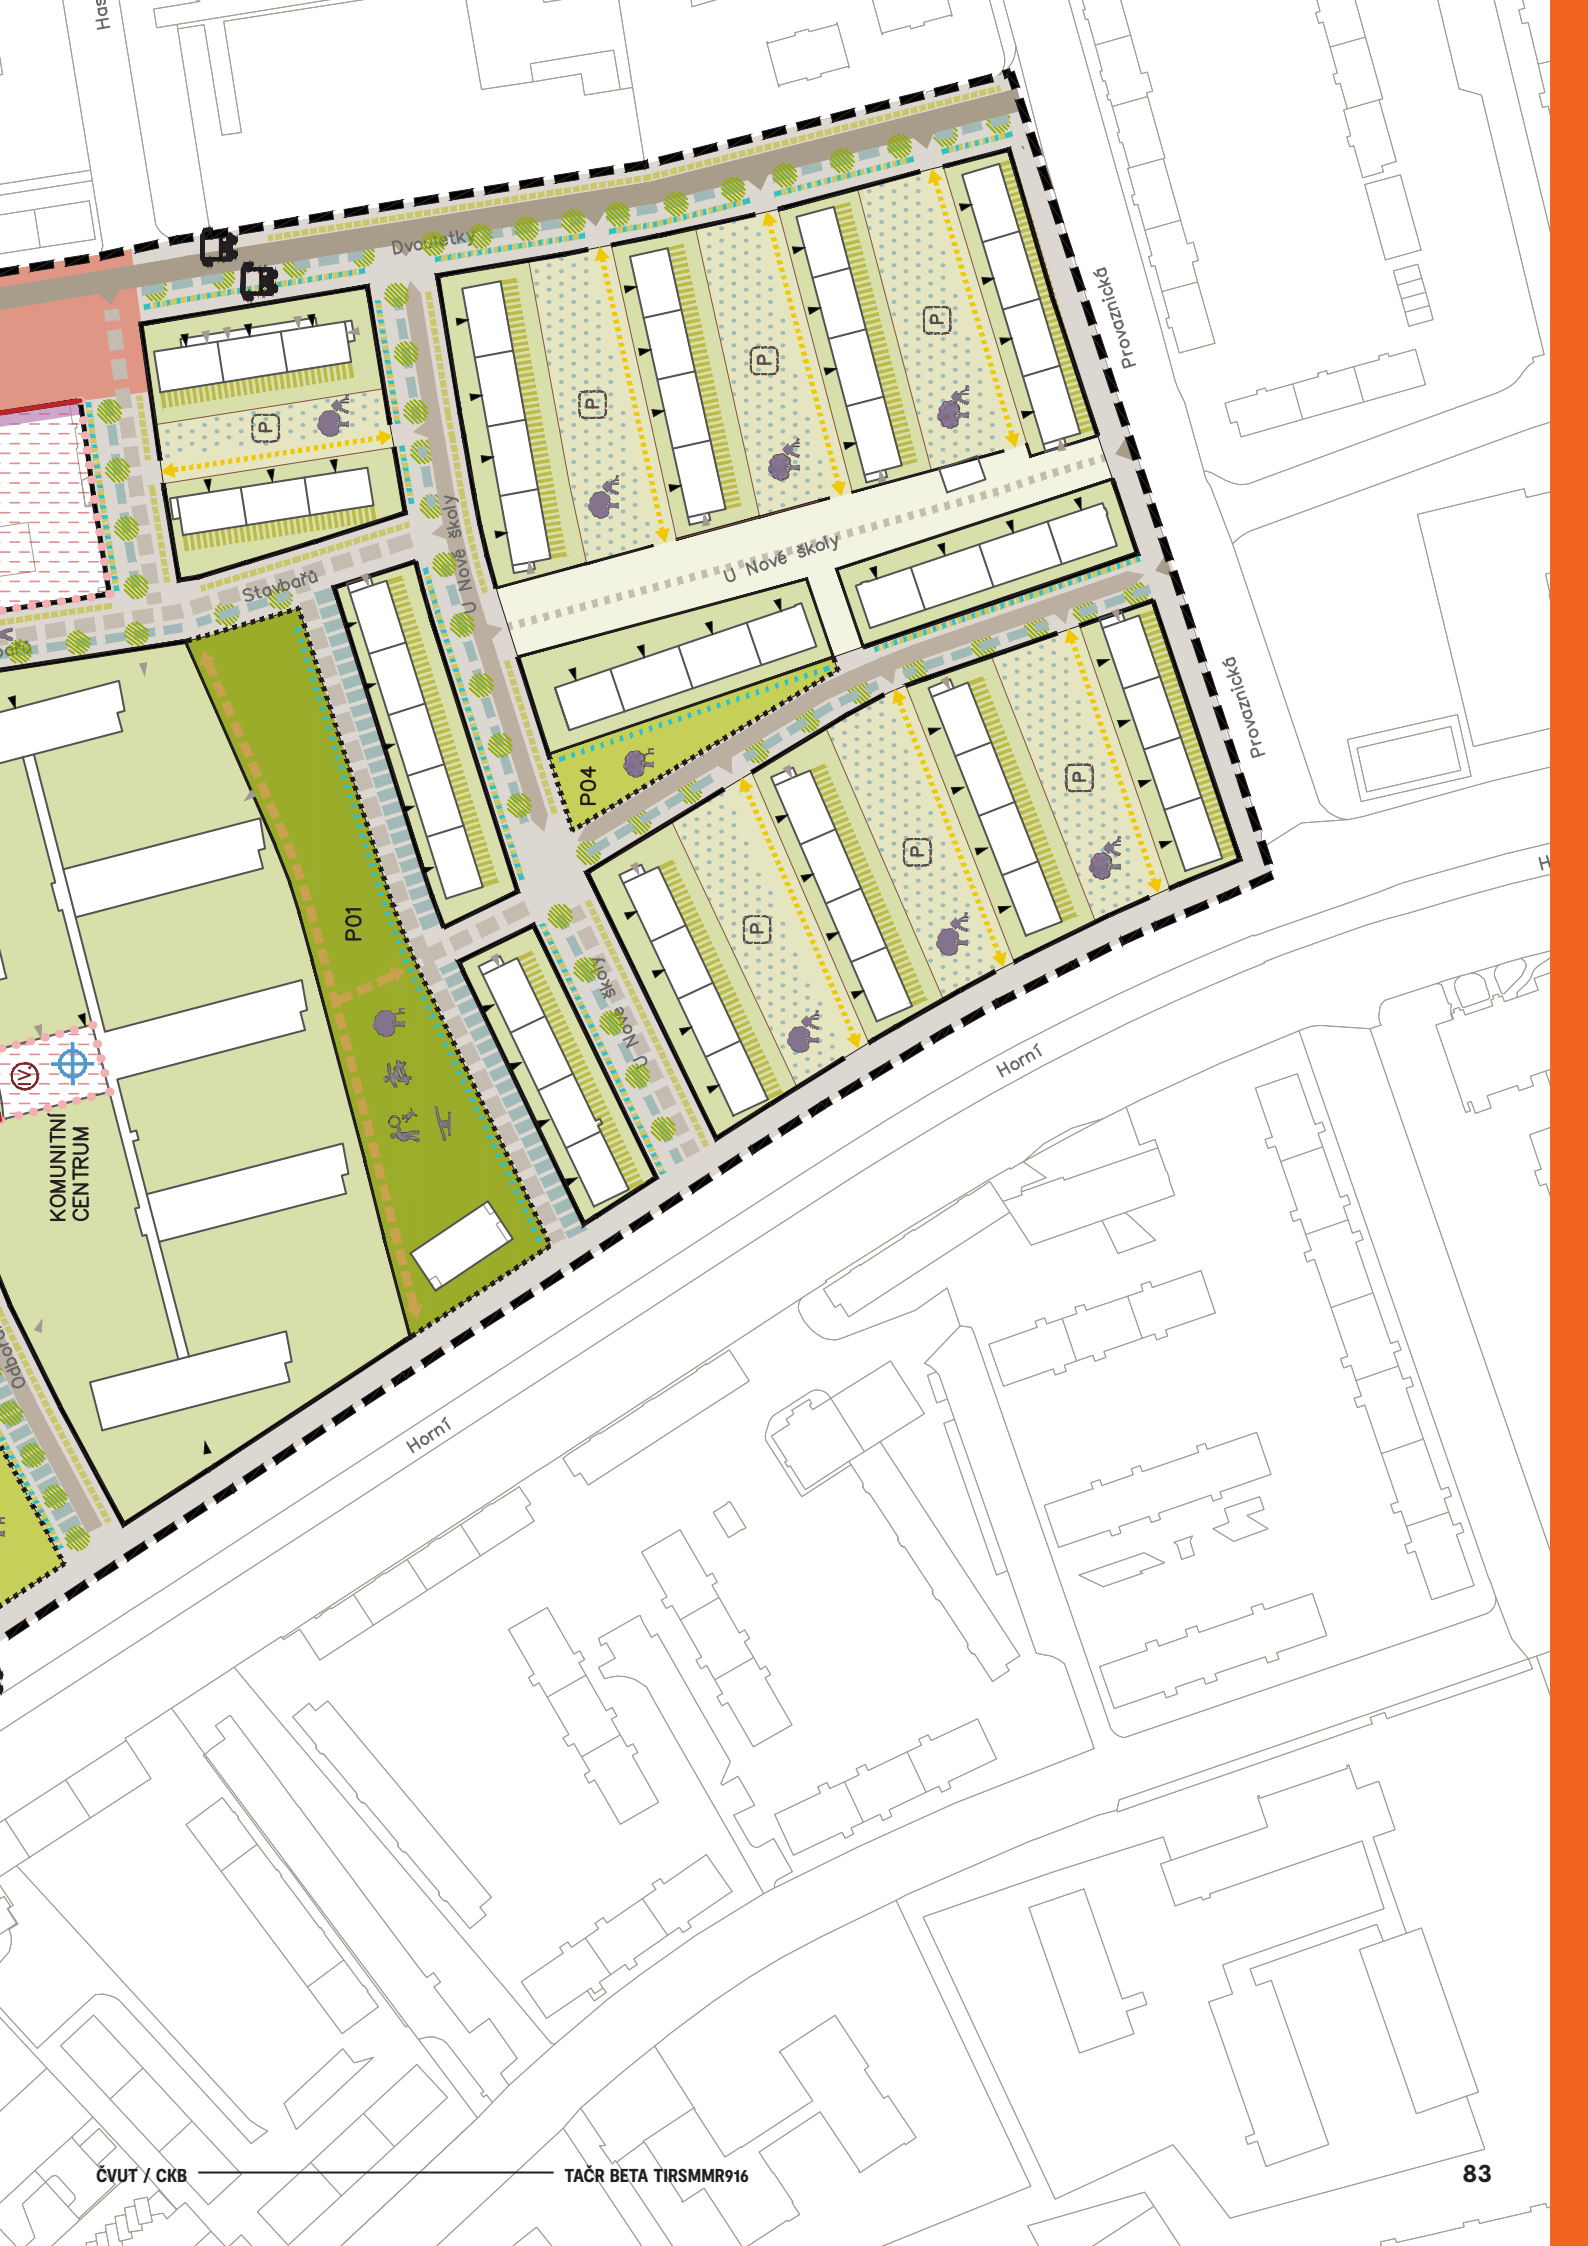 Dvouletky
Provaznická
P
P
P
P
U Nové školy
U Nové školy
Stavbařů
Provaznická
P04
P
P
P
P01
U Nové školy
IV.
KOMUNITNÍ
CENTRUM
Horní
Horní
ČVUT / CKB
TAČR BETA TIRSMMR916
83